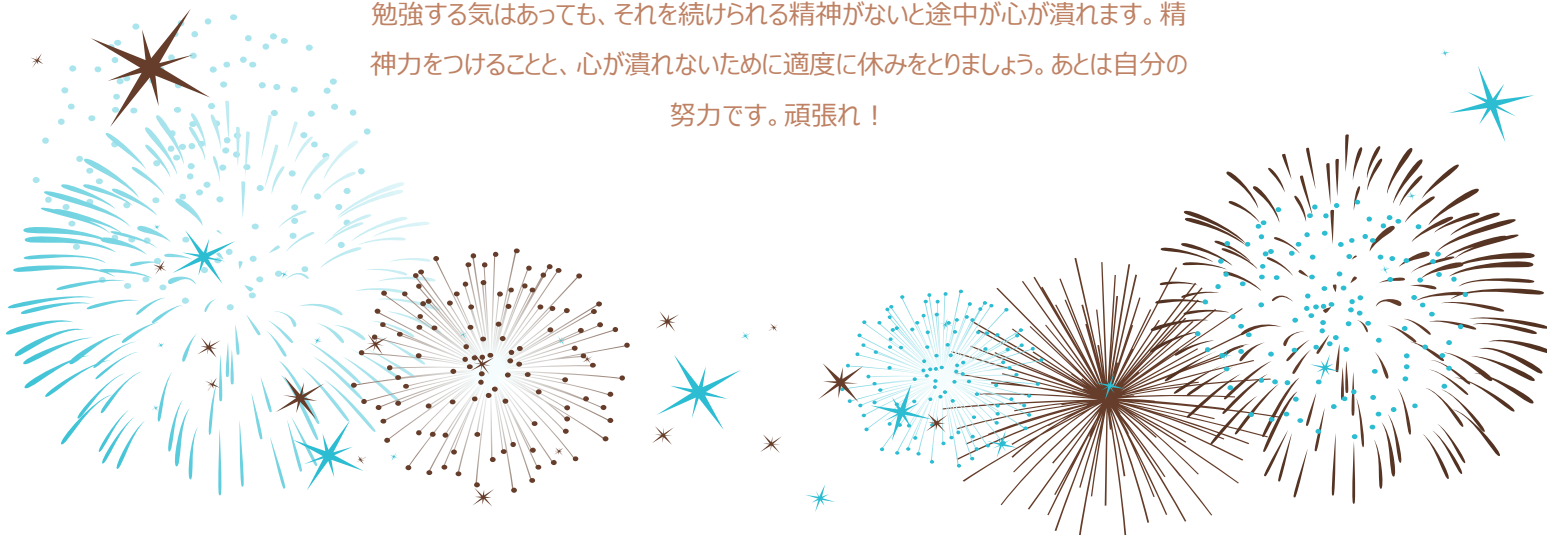 勉強する気はあっても、それを続けられる精神がないと途中が心が潰れます。精
神力をつけることと、心が潰れないために適度に休みをとりましょう。あとは自分の
努力です。頑張れ！